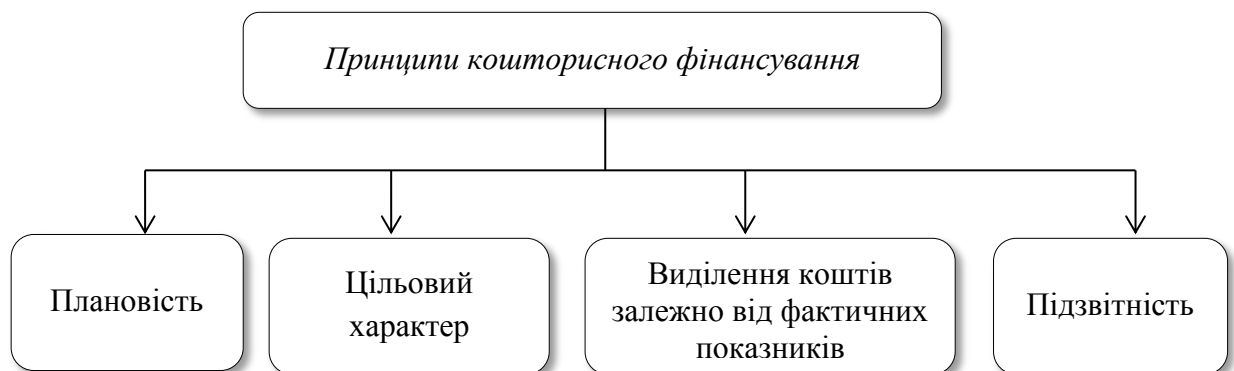 Принципи кошторисного фінансування
Плановість
Цільовий
характер
Виділення коштів
залежно від фактичних
показників
Підзвітність